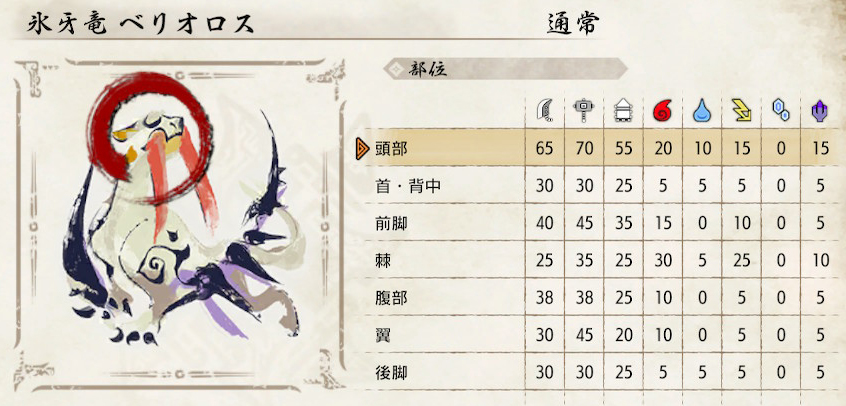 氷牙竜 ベリオロス 通常
部位
頭部 65 70 55 20 10 15 0 15
首・背中 30 30 25 5 5 5 0 5
前脚 40 45 35 15 0 10 0 5
棘 25 35 25 30 5 25 0 10
腹部 38 38 25 10 0 5 0 5
翼 30 45 20 10 0 5 0 5
後脚 30 30 25 5 5 5 0 5